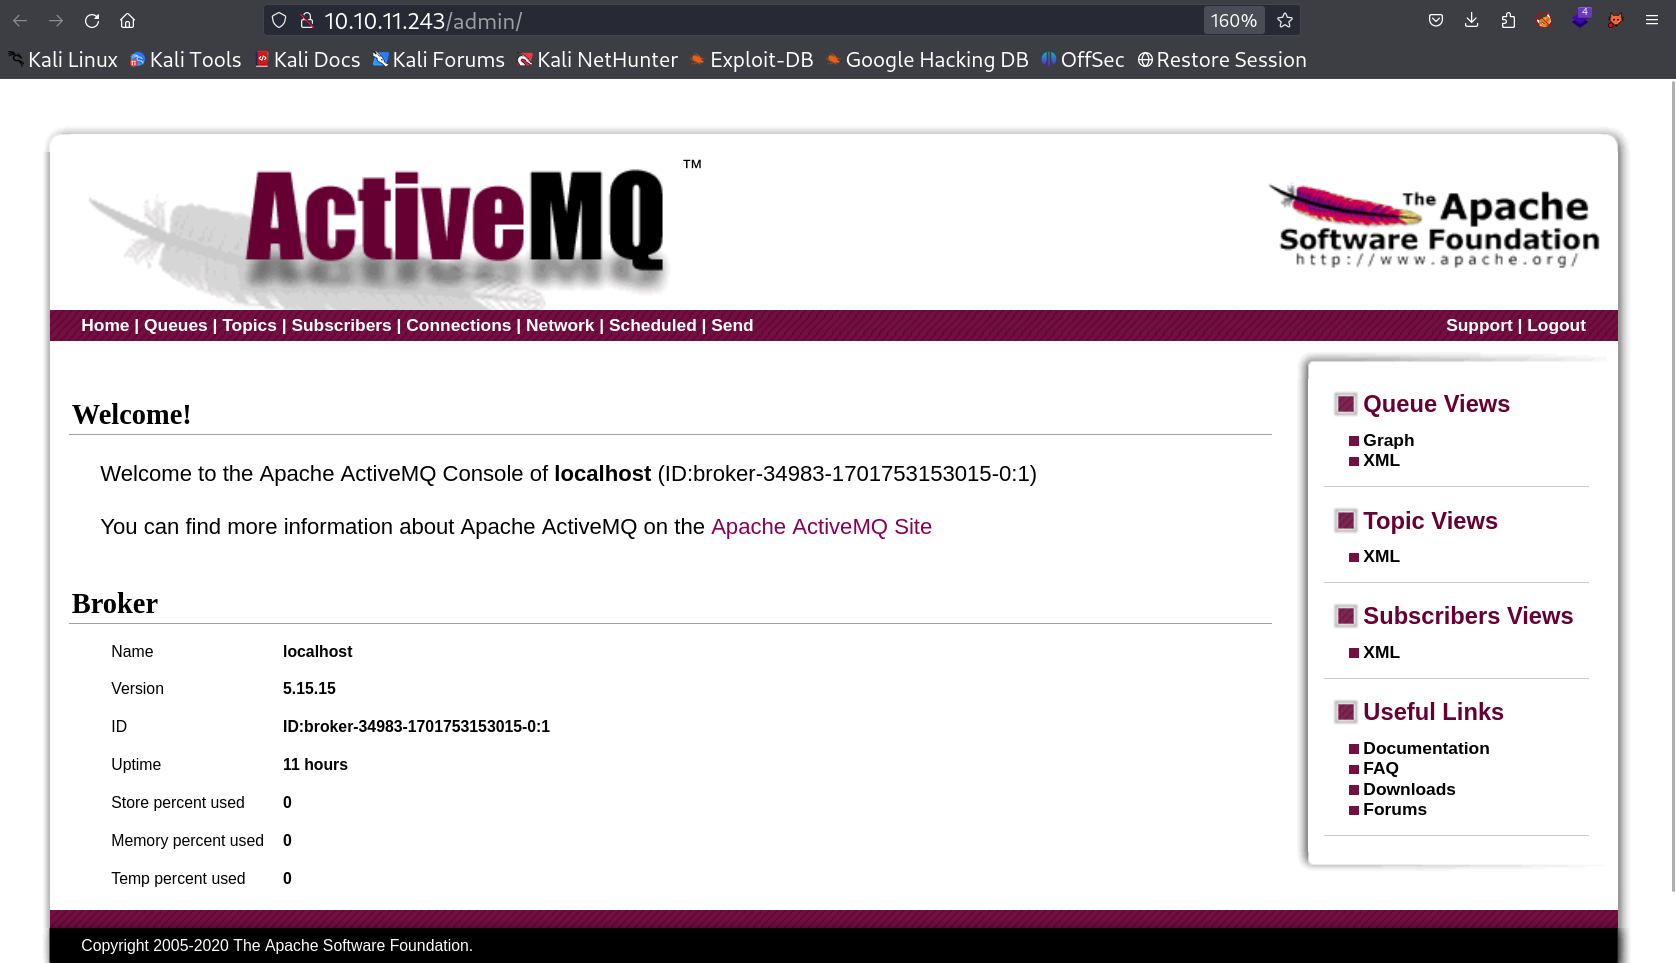 10.10.11.243/admin/
160%
4
Kali Linux Kali Tools Kali Docs Kali Forums Kali NetHunter Exploit-DB Google Hacking DB OffSec Restore Session
ActiveMQ ™
The Apache
Software Foundation
http://www.apache.org/
Home | Queues | Topics | Subscribers | Connections | Network | Scheduled | Send
Support | Logout
Welcome!
Welcome to the Apache ActiveMQ Console of localhost (ID:broker-34983-1701753153015-0:1)
You can find more information about Apache ActiveMQ on the Apache ActiveMQ Site
Broker
Name localhost
Version 5.15.15
ID ID:broker-34983-1701753153015-0:1
Uptime 11 hours
Store percent used 0
Memory percent used 0
Temp percent used 0
Queue Views
Graph
XML
Topic Views
XML
Subscribers Views
XML
Useful Links
Documentation
FAQ
Downloads
Forums
Copyright 2005-2020 The Apache Software Foundation.